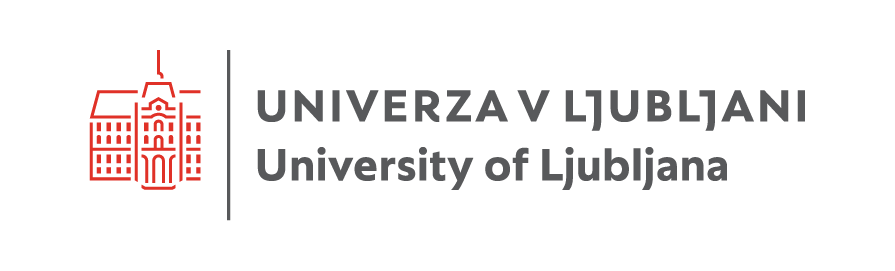 UNIVERZA V LJUBLJANI
University of Ljubljana